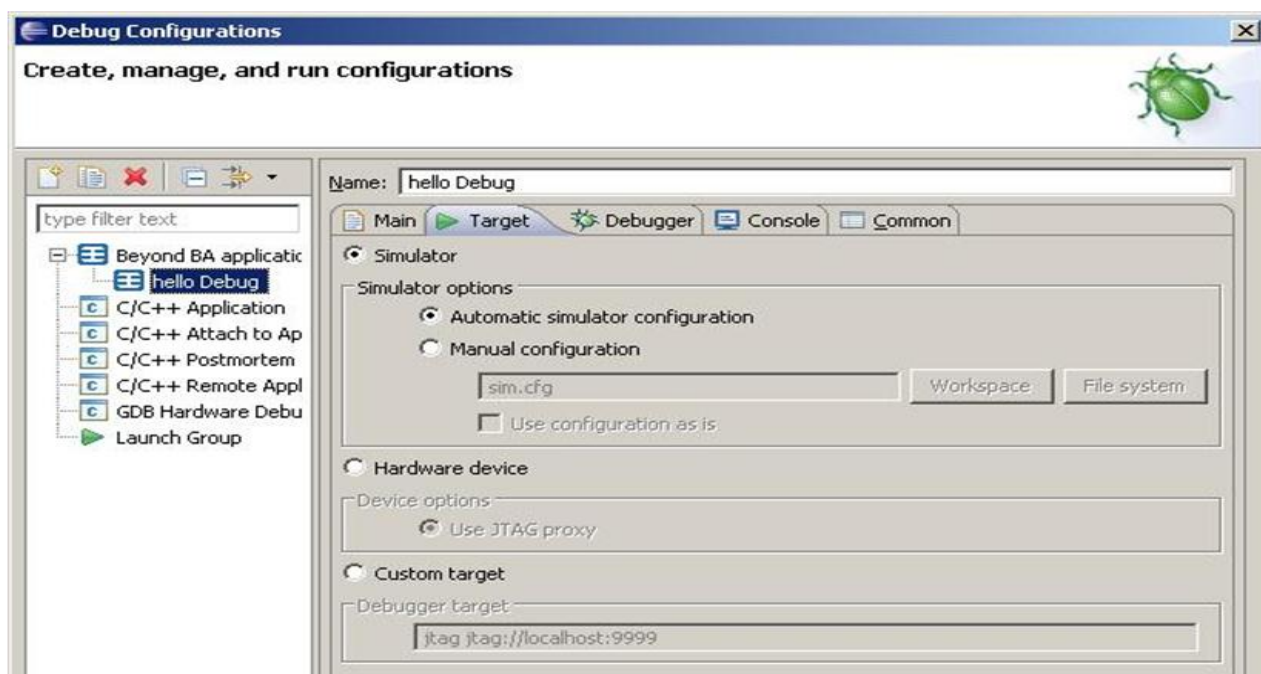 Debug Configurations
Create, manage, and run configurations
type filter text
Beyond BA applicatic
hello Debug
C/C++ Application
C/C++ Attach to Ap
C/C++ Postmortem
C/C++ Remote Appl
GDB Hardware Debu
Launch Group
Name: hello Debug
Main Target Debugger Console Common
Simulator
Simulator options
Automatic simulator configuration
Manual configuration
sim.cfg Workspace File system
Use configuration as is
Hardware device
Device options
Use JTAG proxy
Custom target
Debugger target
jtag jtag://localhost:9999